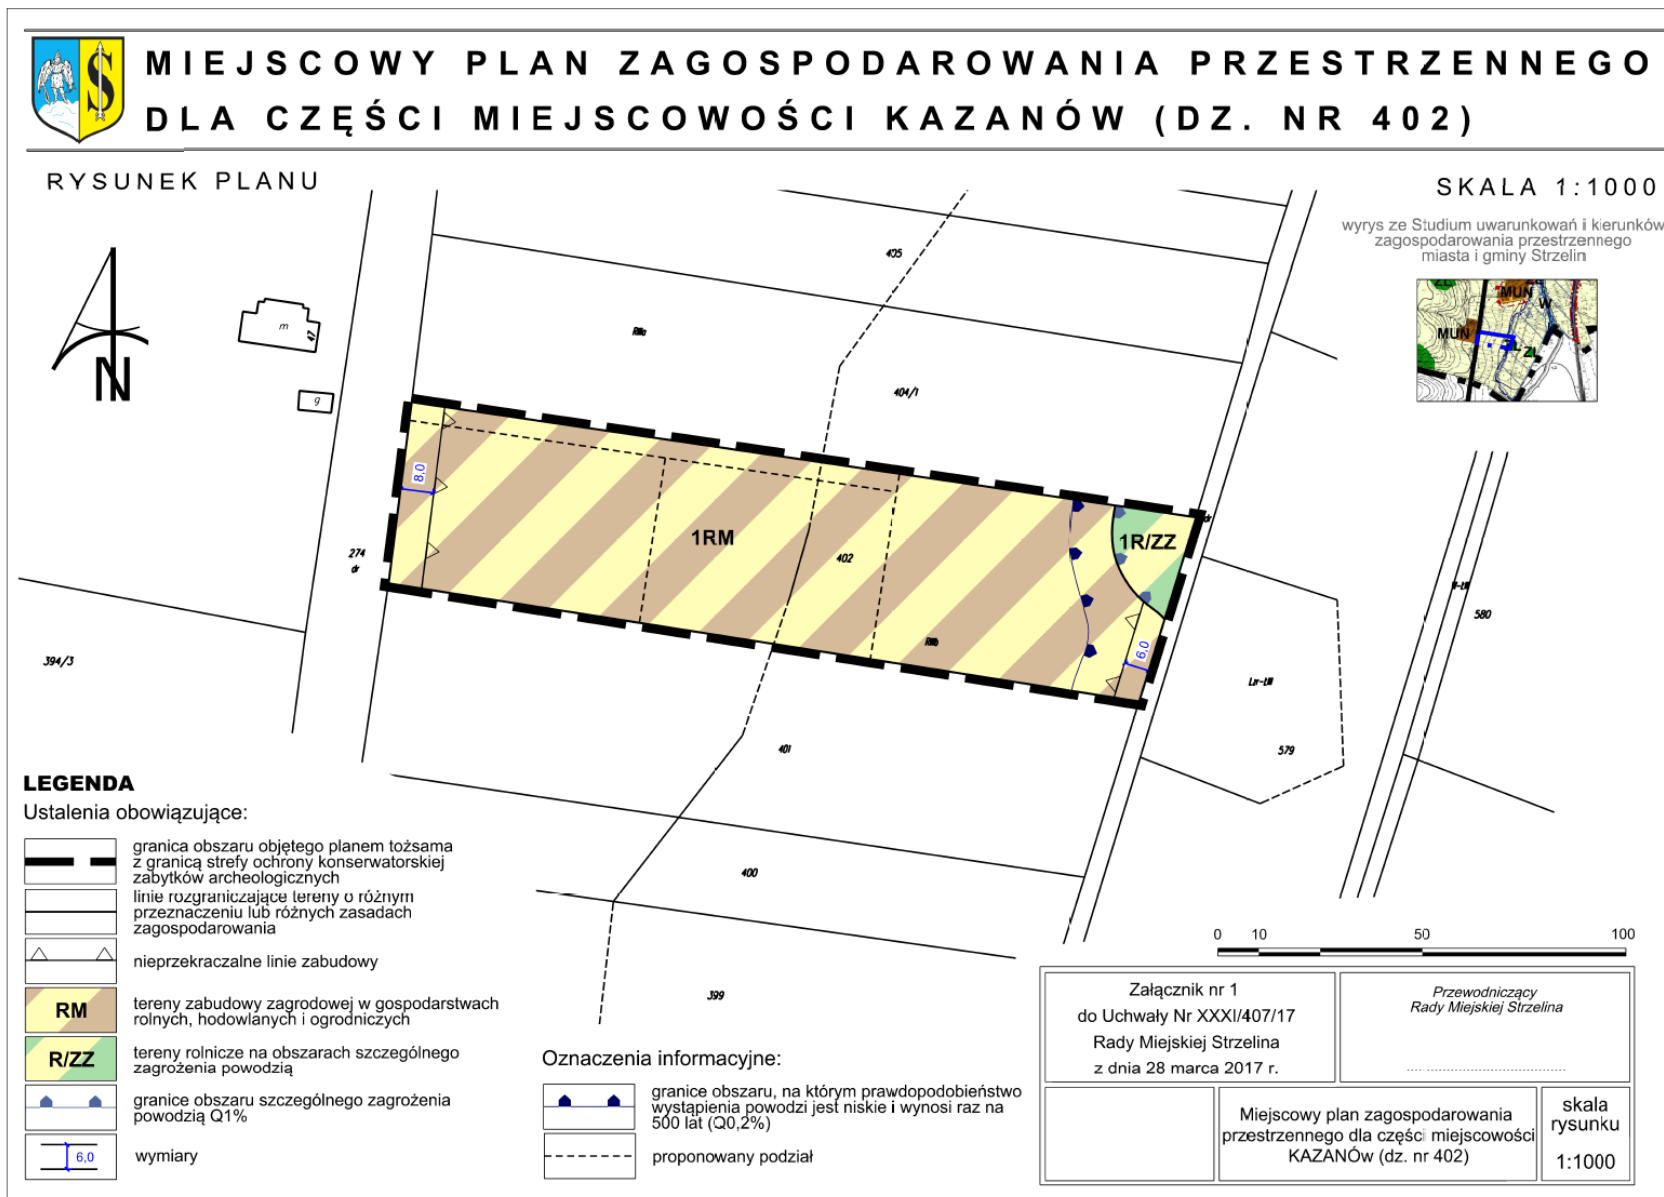 MIEJSCOWY PLAN ZAGOSPODAROWANIA PRZESTRZENNEGO
DLA CZĘŚCI MIEJSCOWOŚCI KAZANÓW (DZ. NR 402)
RYSUNEK PLANU
SKALA 1:1000
wyrys ze Studium uwarunkowań i kierunków
zagospodarowania przestrzennego
miasta i gminy Strzelin
MUN
W
MUN
ZL
ZL
N
m
47
g
405
RIIIa
404/1
8,0
1RM
402
1R/ZZ
dr
274
dr
RIIIb
6,0
580
394/3
579
401
400
399
LEGENDA
Ustalenia obowiązujące:
granica obszaru objętego planem tożsama
z granicą strefy ochrony konserwatorskiej
zabytków archeologicznych
linie rozgraniczające tereny o różnym
przeznaczeniu lub różnych zasadach
zagospodarowania
nieprzekraczalne linie zabudowy
RM
tereny zabudowy zagrodowej w gospodarstwach
rolnych, hodowlanych i ogrodniczych
R/ZZ
tereny rolnicze na obszarach szczególnego
zagrożenia powodzią
granice obszaru szczególnego zagrożenia
powodzią Q1%
6,0
wymiary
Oznaczenia informacyjne:
granice obszaru, na którym prawdopodobieństwo
wystąpienia powodzi jest niskie i wynosi raz na
500 lat (Q0,2%)
proponowany podział
0 10 50 100
Załącznik nr 1
do Uchwały Nr XXXI/407/17
Rady Miejskiej Strzelina
z dnia 28 marca 2017 r.
Przewodniczący
Rady Miejskiej Strzelina
Miejscowy plan zagospodarowania
przestrzennego dla części miejscowości
KAZANÓw (dz. nr 402)
skala
rysunku
1:1000